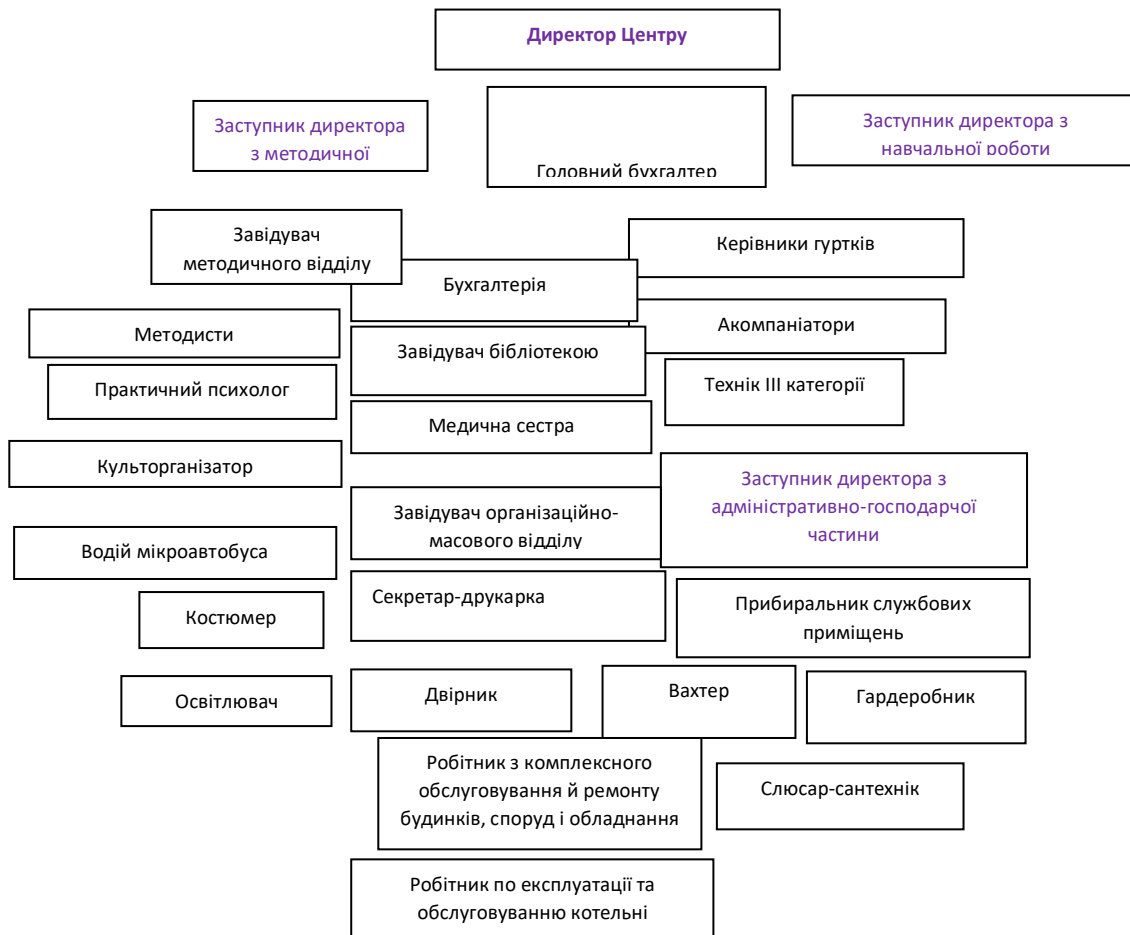 Директор Центру
Заступник директора
з методичної
Головний бухгалтер
Заступник директора з
навчальної роботи
Завідувач
методичного відділу
Керівники гуртків
Бухгалтерія
Методисти
Акомпаніатори
Завідувач бібліотекою
Практичний психолог
Технік III категорії
Медична сестра
Культорганізатор
Заступник директора з
адміністративно-господарчої
частини
Завідувач організаційно-
масового відділу
Водій мікроавтобуса
Секретар-друкарка
Костюмер
Прибиральник службових
приміщень
Освітлювач
Двірник
Вахтер
Гардеробник
Робітник з комплексного
обслуговування й ремонту
будинків, споруд і обладнання
Слюсар-сантехнік
Робітник по експлуатації та
обслуговуванню котельні